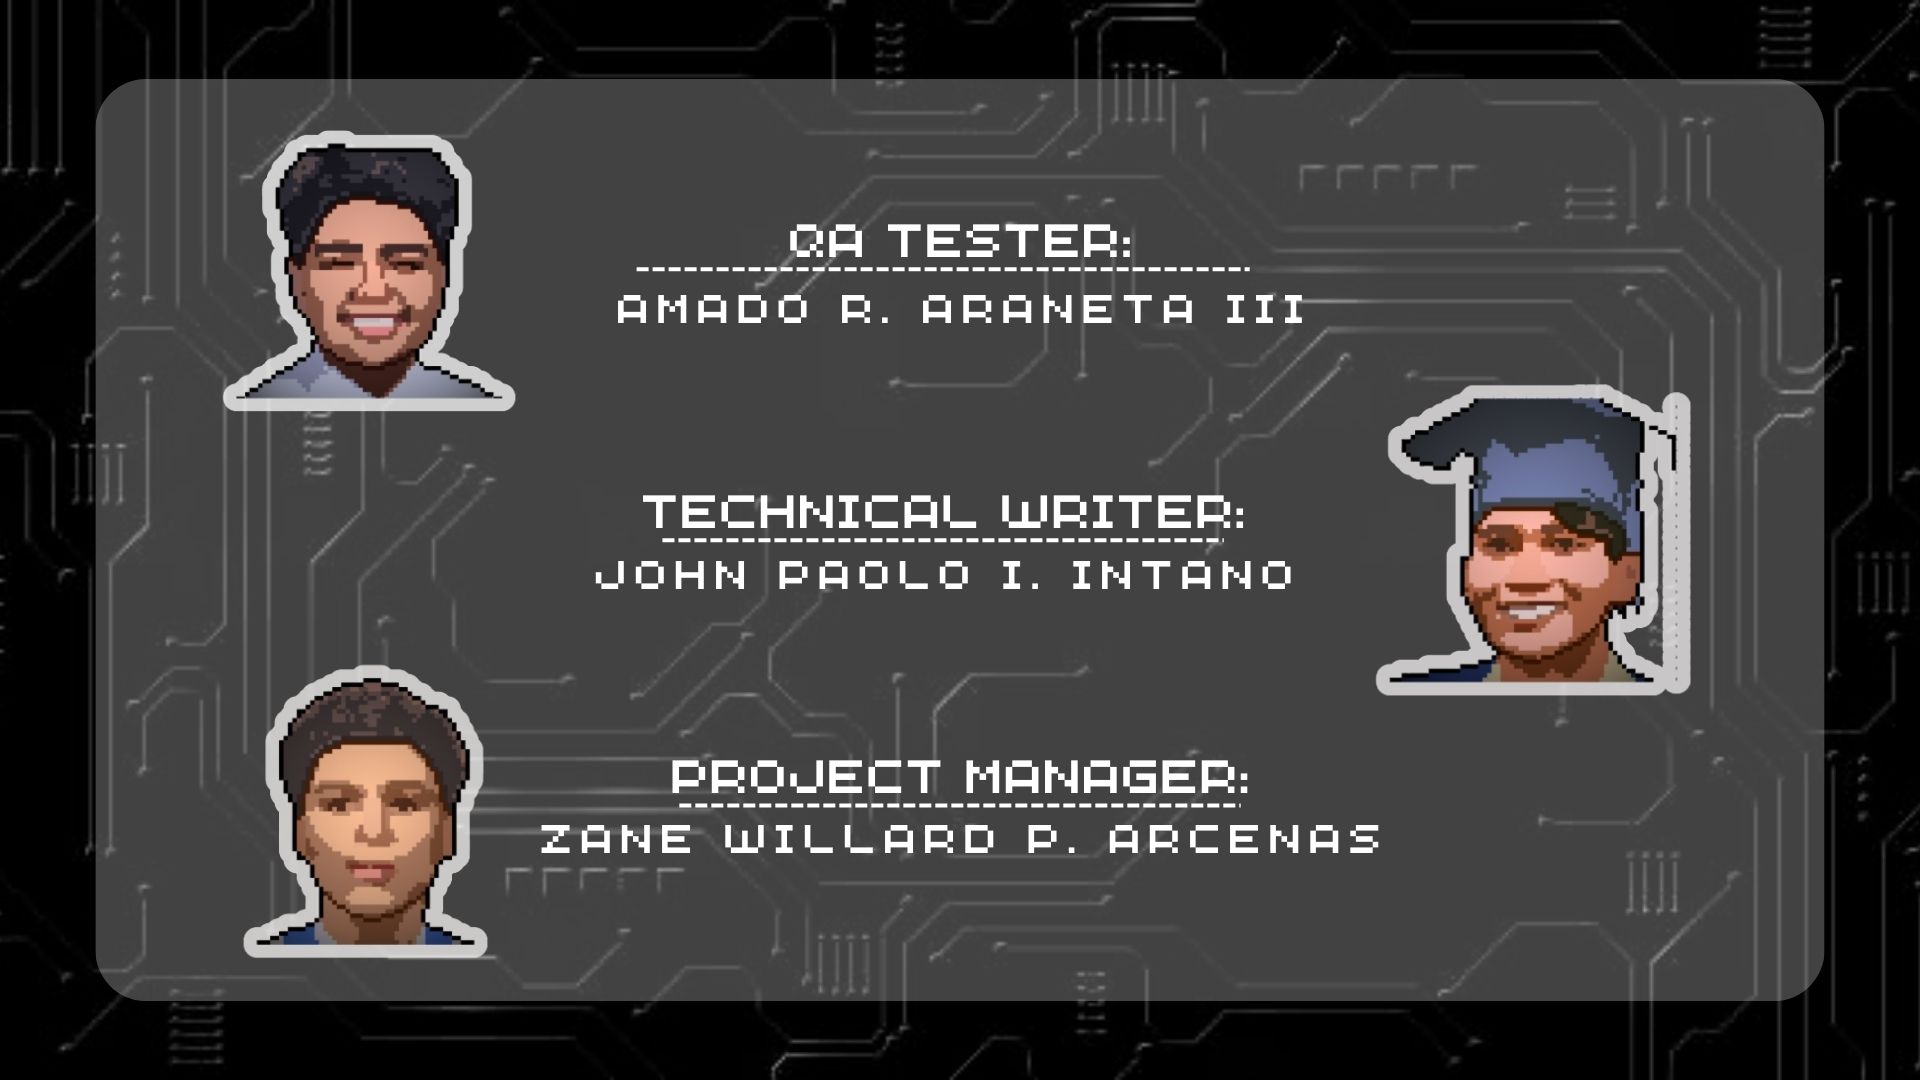 QA TESTER:
AMADO R. ARANETA III
TECHNICAL WRITER:
JOHN PAOLO I. INTANO
PROJECT MANAGER:
ZANE WILLARD P. ARCENAS